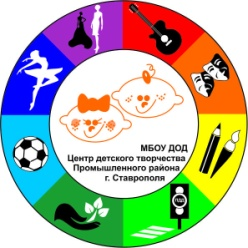 МБОУ ДОД
Центр детского творчества
Промышленного района
г. Ставрополя